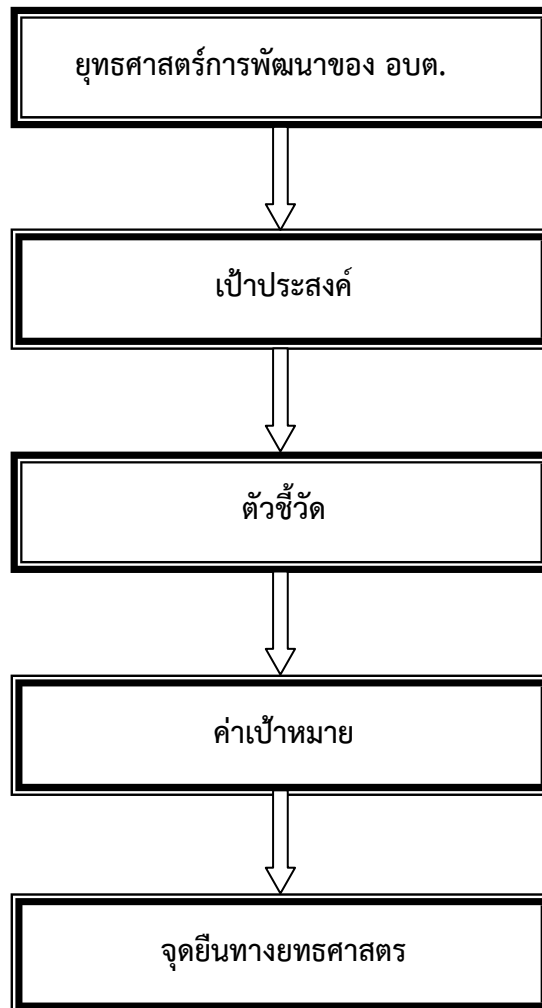 ยุทธศาสตร์การพัฒนาของ อบต.
เป้าประสงค์
ตัวชี้วัด
ค่าเป้าหมาย
จุดยืนทางยทธศาสตร